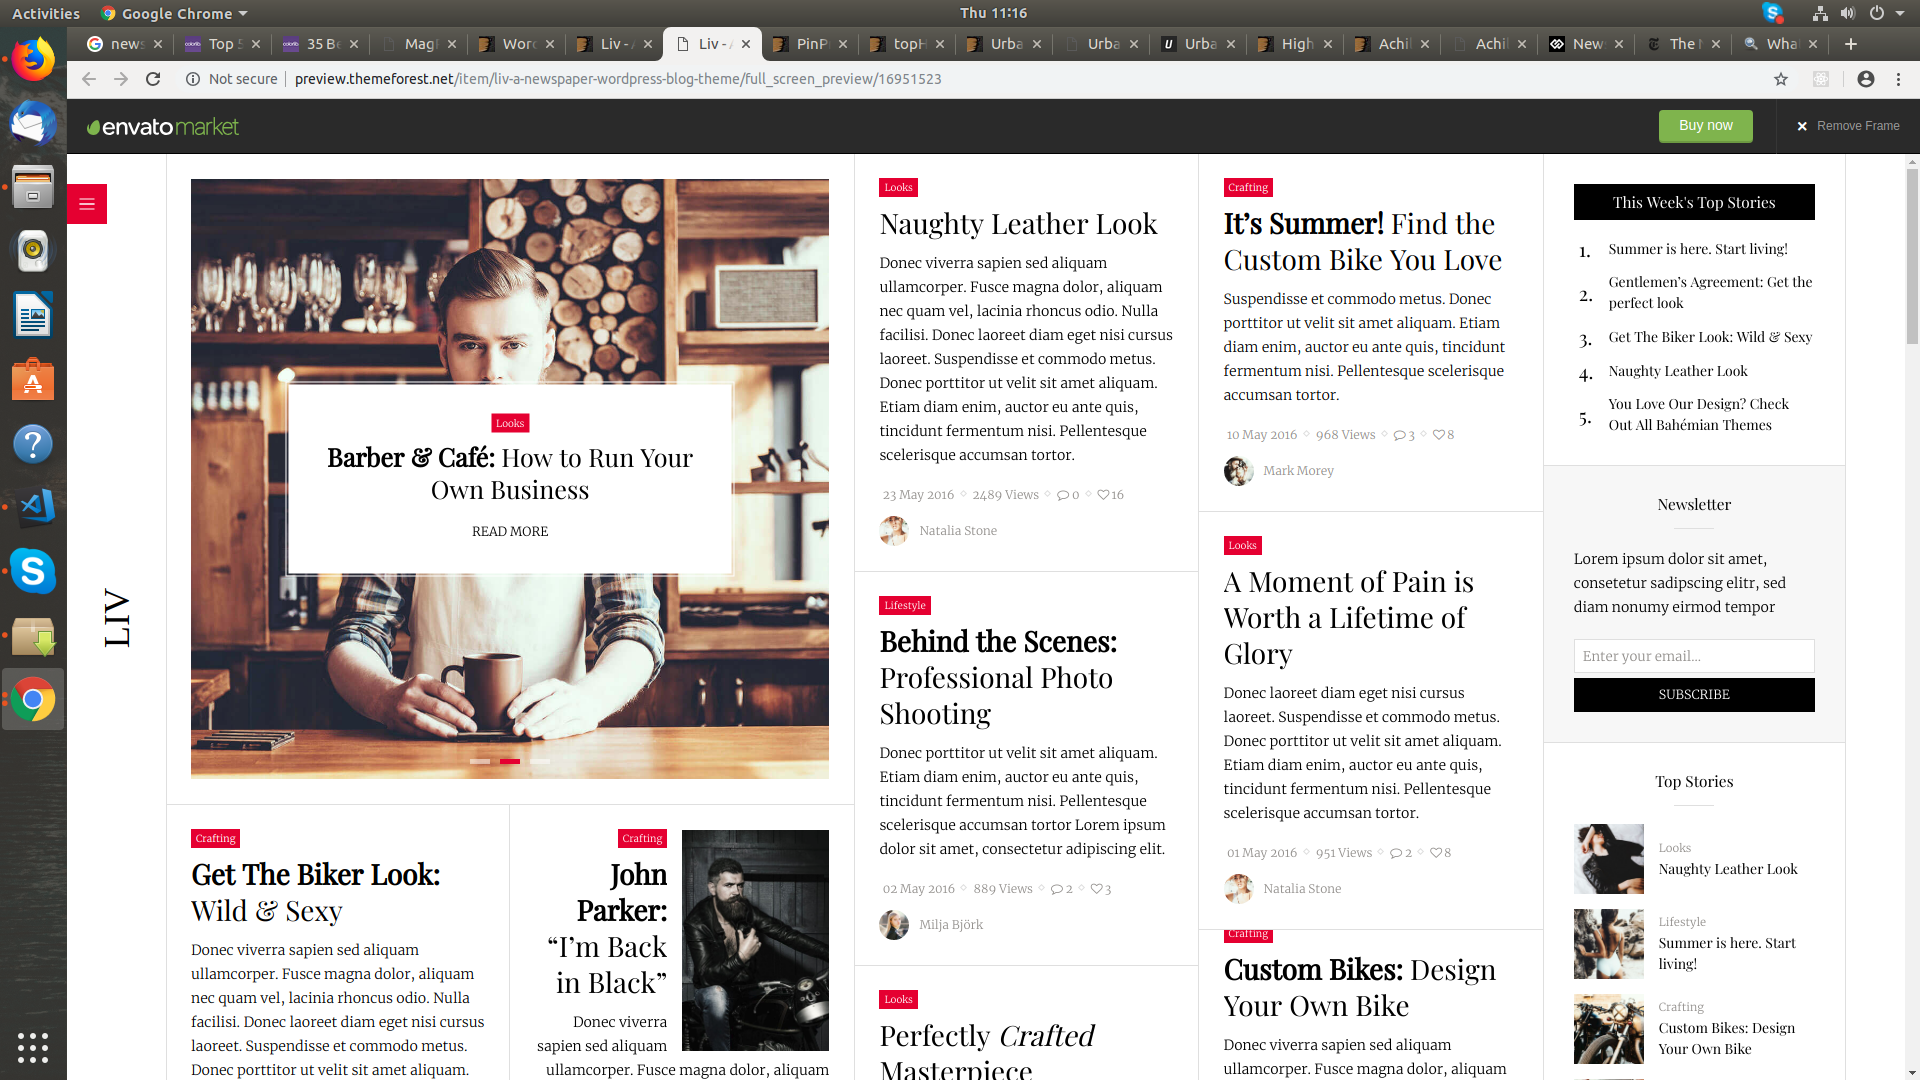 Activities
Google Chrome
Thu 11:16
news
Top 5
35 Be
MagP
Word
Liv - A
Liv - A
PinP
topH
Urba
Urba
Urba
High
Achil
Achil
News
The N
Wha
Not secure
preview.themeforest.net/item/liv-a-newspaper-wordpress-blog-theme/full_screen_preview/16951523
envato market
Buy now
Remove Frame
LIV
Looks
Barber & Café: How to Run Your
Own Business
READ MORE
Crafting
Get The Biker Look:
Wild & Sexy
Donec viverra sapien sed aliquam
ullamcorper. Fusce magna dolor, aliquam
nec quam vel, lacinia rhoncus odio. Nulla
facilisi. Donec laoreet diam eget nisi cursus
laoreet. Suspendisse et commodo metus.
Donec porttitor ut velit sit amet aliquam.
Crafting
John
Parker:
“I’m Back
in Black”
Donec viverra
sapien sed aliquam
ullamcorper. Fusce magna dolor, aliquam
Looks
Naughty Leather Look
Donec viverra sapien sed aliquam
ullamcorper. Fusce magna dolor, aliquam
nec quam vel, lacinia rhoncus odio. Nulla
facilisi. Donec laoreet diam eget nisi cursus
laoreet. Suspendisse et commodo metus.
Donec porttitor ut velit sit amet aliquam.
Etiam diam enim, auctor eu ante quis,
tincidunt fermentum nisi. Pellentesque
scelerisque accumsan tortor.
23 May 2016 2489 Views 0 16
Natalia Stone
Lifestyle
Behind the Scenes:
Professional Photo
Shooting
Donec porttitor ut velit sit amet aliquam.
Etiam diam enim, auctor eu ante quis,
tincidunt fermentum nisi. Pellentesque
scelerisque accumsan tortor Lorem ipsum
dolor sit amet, consectetur adipiscing elit.
02 May 2016 889 Views 2 3
Milja Björk
Looks
Perfectly Crafted
Masterpiece
Crafting
It’s Summer! Find the
Custom Bike You Love
Suspendisse et commodo metus. Donec
porttitor ut velit sit amet aliquam. Etiam
diam enim, auctor eu ante quis, tincidunt
fermentum nisi. Pellentesque scelerisque
accumsan tortor.
10 May 2016 968 Views 3 8
Mark Morey
Looks
A Moment of Pain is
Worth a Lifetime of
Glory
Donec laoreet diam eget nisi cursus
laoreet. Suspendisse et commodo metus.
Donec porttitor ut velit sit amet aliquam.
Etiam diam enim, auctor eu ante quis,
tincidunt fermentum nisi. Pellentesque
scelerisque accumsan tortor.
01 May 2016 951 Views 2 8
Natalia Stone
Crafting
Custom Bikes: Design
Your Own Bike
Donec viverra sapien sed aliquam
ullamcorper. Fusce magna dolor, aliquam
This Week's Top Stories
1. Summer is here. Start living!
2. Gentlemen’s Agreement: Get the
perfect look
3. Get The Biker Look: Wild & Sexy
4. Naughty Leather Look
5. You Love Our Design? Check
Out All Bahémian Themes
Newsletter
Lorem ipsum dolor sit amet,
consetetur sadipscing elitr, sed
diam nonumy eirmod tempor
Enter your email...
SUBSCRIBE
Top Stories
Looks
Naughty Leather Look
Lifestyle
Summer is here. Start
living!
Crafting
Custom Bikes: Design
Your Own Bike